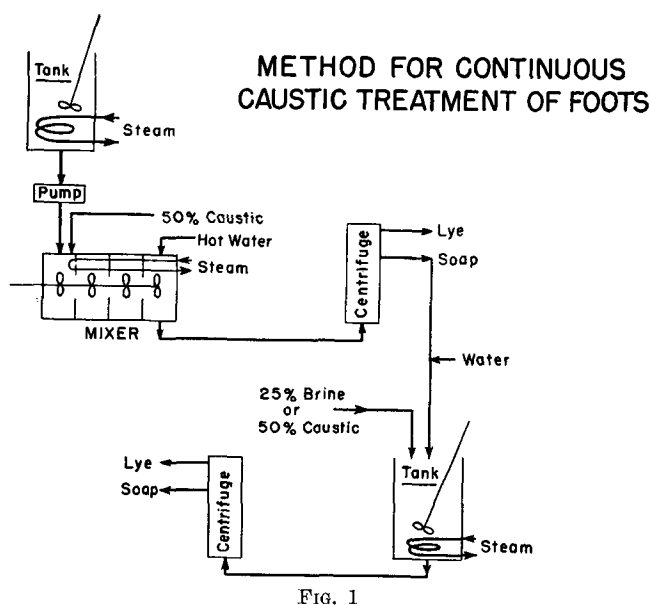 METHOD FOR CONTINUOUS
CAUSTIC TREATMENT OF FOOTS
Tank
Steam
Pump
50% Caustic
Hot Water
Steam
MIXER
Centrifuge
Lye
Soap
Water
25% Brine
or
50% Caustic
Lye
Soap
Centrifuge
Tank
Steam
FIG. 1